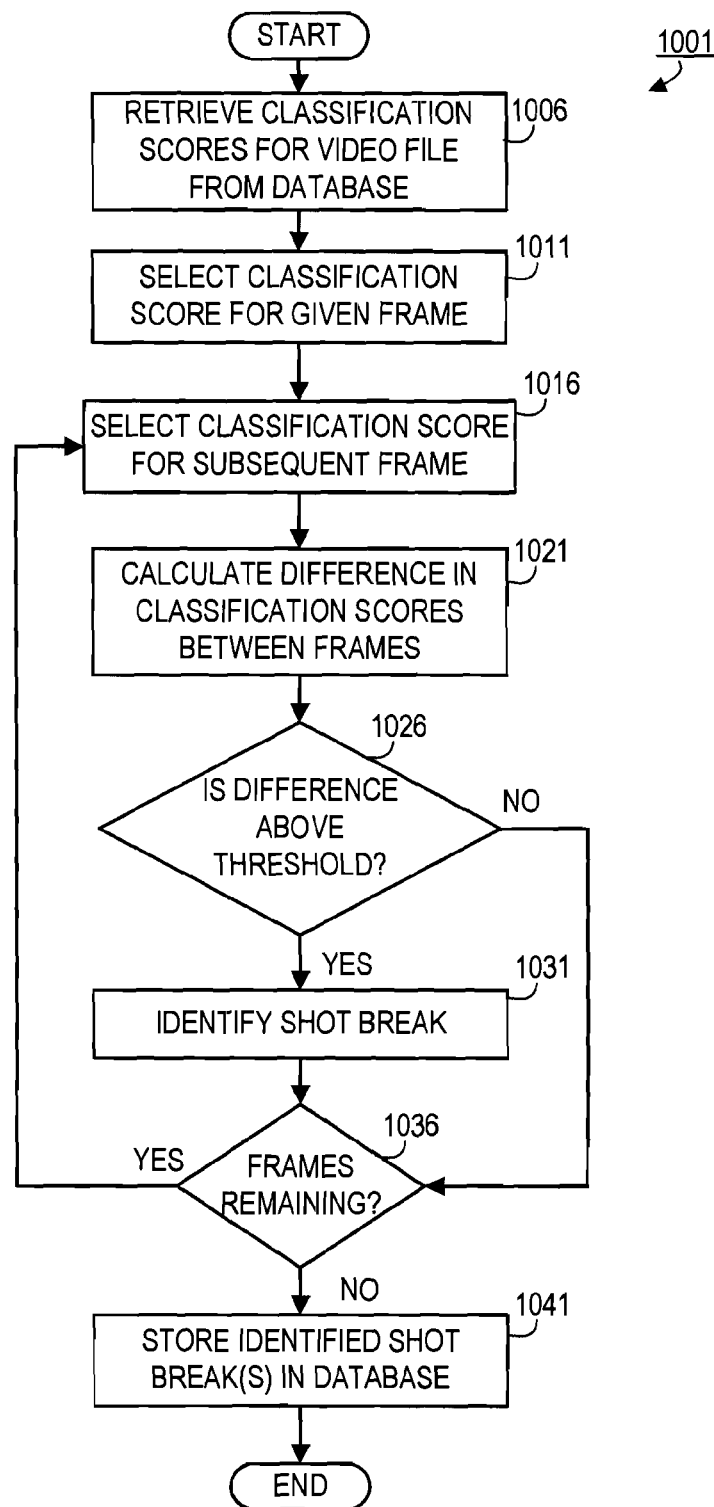 START
1001
RETRIEVE CLASSIFICATION
SCORES FOR VIDEO FILE
FROM DATABASE
1006
SELECT CLASSIFICATION
SCORE FOR GIVEN FRAME
1011
SELECT CLASSIFICATION SCORE
FOR SUBSEQUENT FRAME
1016
CALCULATE DIFFERENCE IN
CLASSIFICATION SCORES
BETWEEN FRAMES
1021
IS DIFFERENCE
ABOVE
THRESHOLD?
1026
NO
YES
IDENTIFY SHOT BREAK
1031
FRAMES
REMAINING?
1036
YES
NO
STORE IDENTIFIED SHOT
BREAK(S) IN DATABASE
1041
END